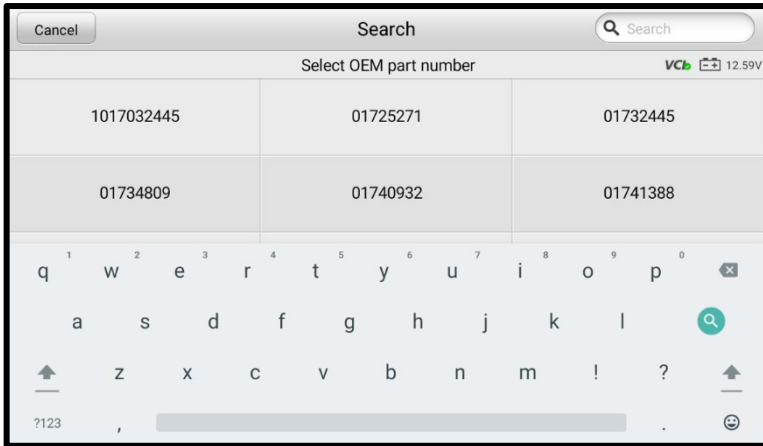 Cancel Search Search
Select OEM part number VCI 12.59V
1017032445 01725271 01732445
01734809 01740932 01741388
1 2 3 4 5 6 7 8 9 0
q w e r t y u i o p
a s d f g h j k l
z x c v b n m ! ?
?123 , .